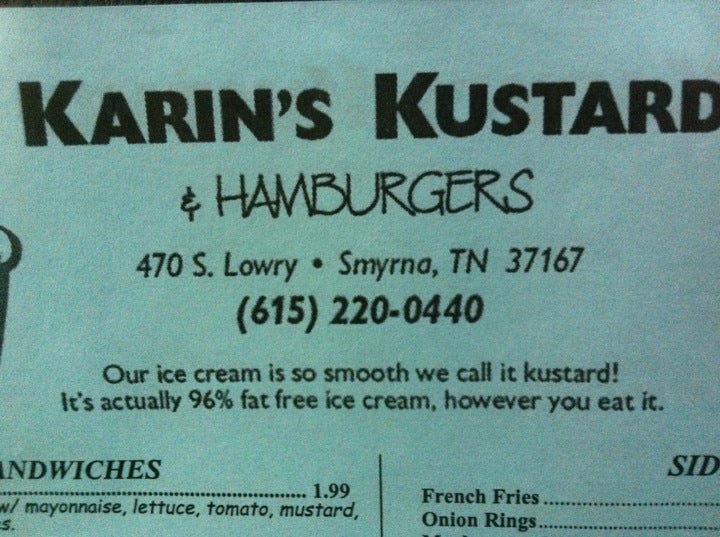 KARIN'S KUSTARD
& HAMBURGERS
470 S. Lowry • Smyrna, TN 37167
(615) 220-0440
Our ice cream is so smooth we call it kustard!
It's actually 96% fat free ice cream, however you eat it.
ANDWICHES
1.99
w/ mayonnaise, lettuce, tomato, mustard,
s.
SID
French Fries
Onion Rings